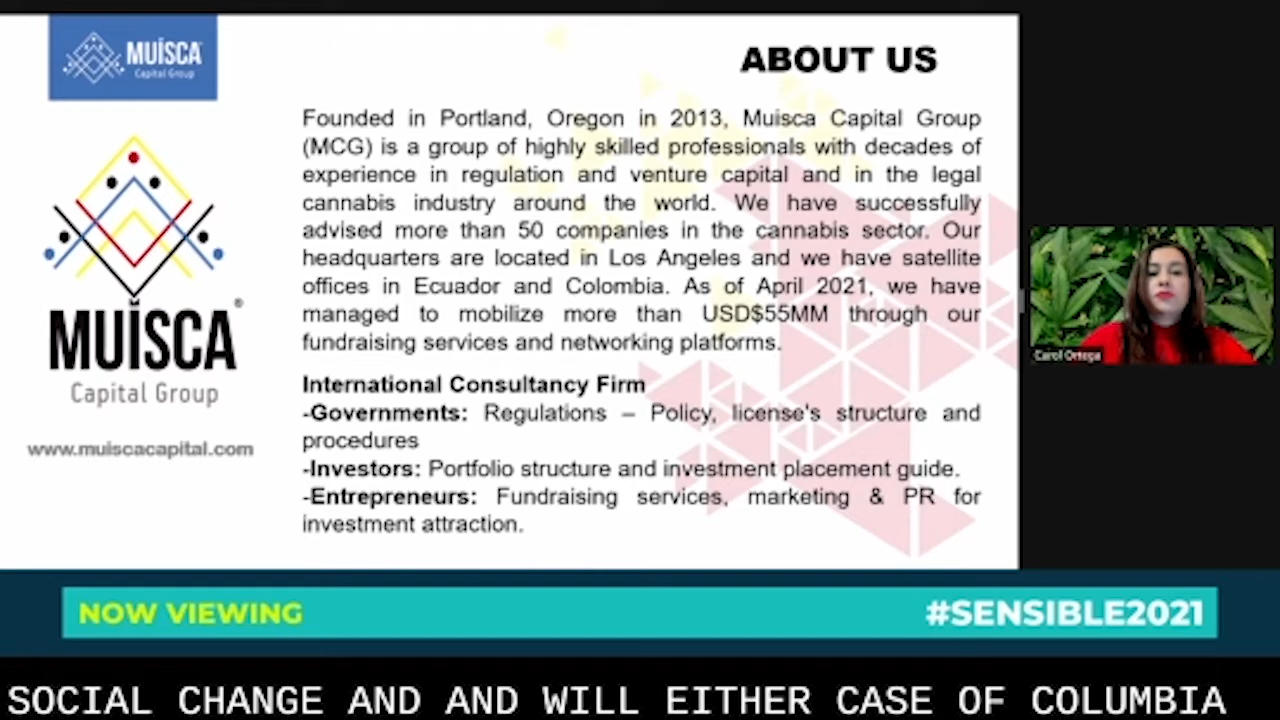 MUÏSCA
Capital Group
ABOUT US
Founded in Portland, Oregon in 2013, Muisca Capital Group
(MCG) is a group of highly skilled professionals with decades of
experience in regulation and venture capital and in the legal
cannabis industry around the world. We have successfully
advised more than 50 companies in the cannabis sector. Our
headquarters are located in Los Angeles and we have satellite
offices in Ecuador and Colombia. As of April 2021, we have
managed to mobilize more than USD$55MM through our
fundraising services and networking platforms.
MUÏSCA®
Capital Group
www.muiscacapital.com
International Consultancy Firm
-Governments: Regulations – Policy, license's structure and
procedures
-Investors: Portfolio structure and investment placement guide.
-Entrepreneurs: Fundraising services, marketing & PR for
investment attraction.
Carol Ortega
NOW VIEWING
#SENSIBLE2021
SOCIAL CHANGE AND AND WILL EITHER CASE OF COLUMBIA